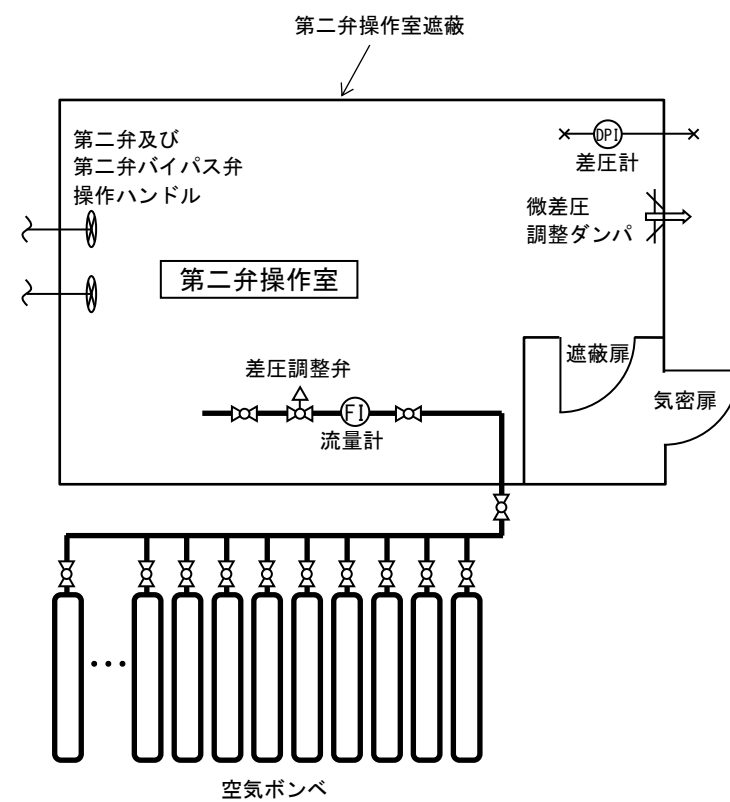 第二弁操作室遮蔽
第二弁及び
第二弁バイパス弁
操作ハンドル
DPI
差圧計
微差圧
調整ダンパ
第二弁操作室
遮蔽扉
気密扉
差圧調整弁
FI
流量計
・・・
空気ボンベ